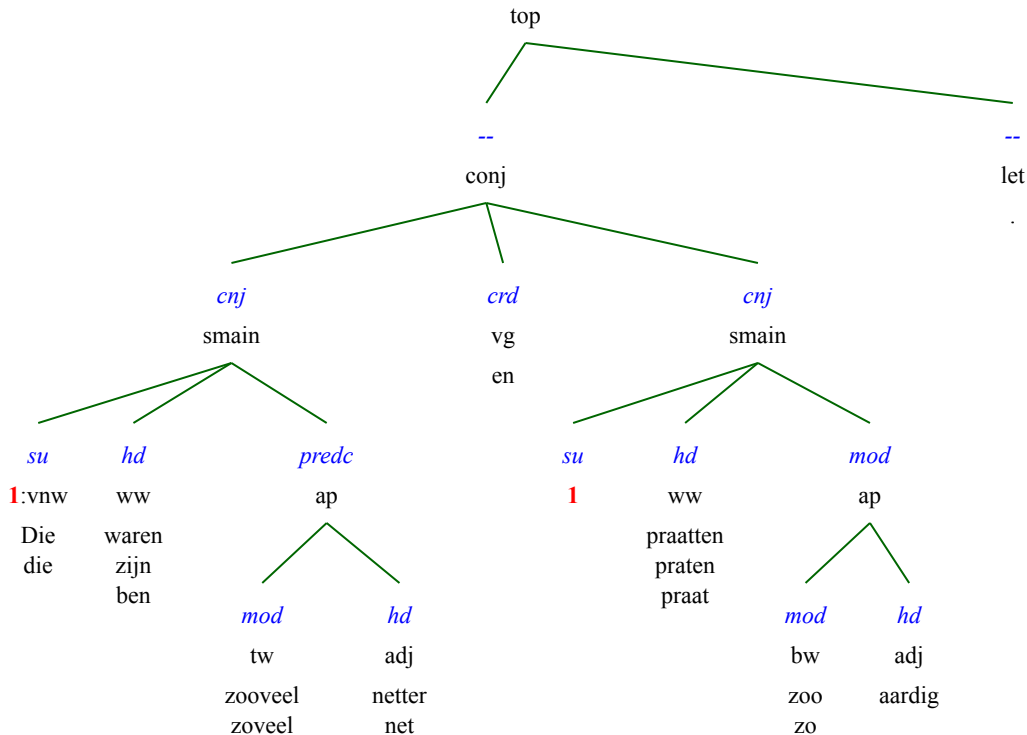 top
-- --
conj let
.
cnj crd cnj
smain vg smain
en
su hd predc su hd mod
1:vnw ww ap 1 ww ap
Die waren praatten
die zijn praten
ben praat
mod hd mod hd
tw adj bw adj
zooveel netter zoo aardig
zoveel net zo